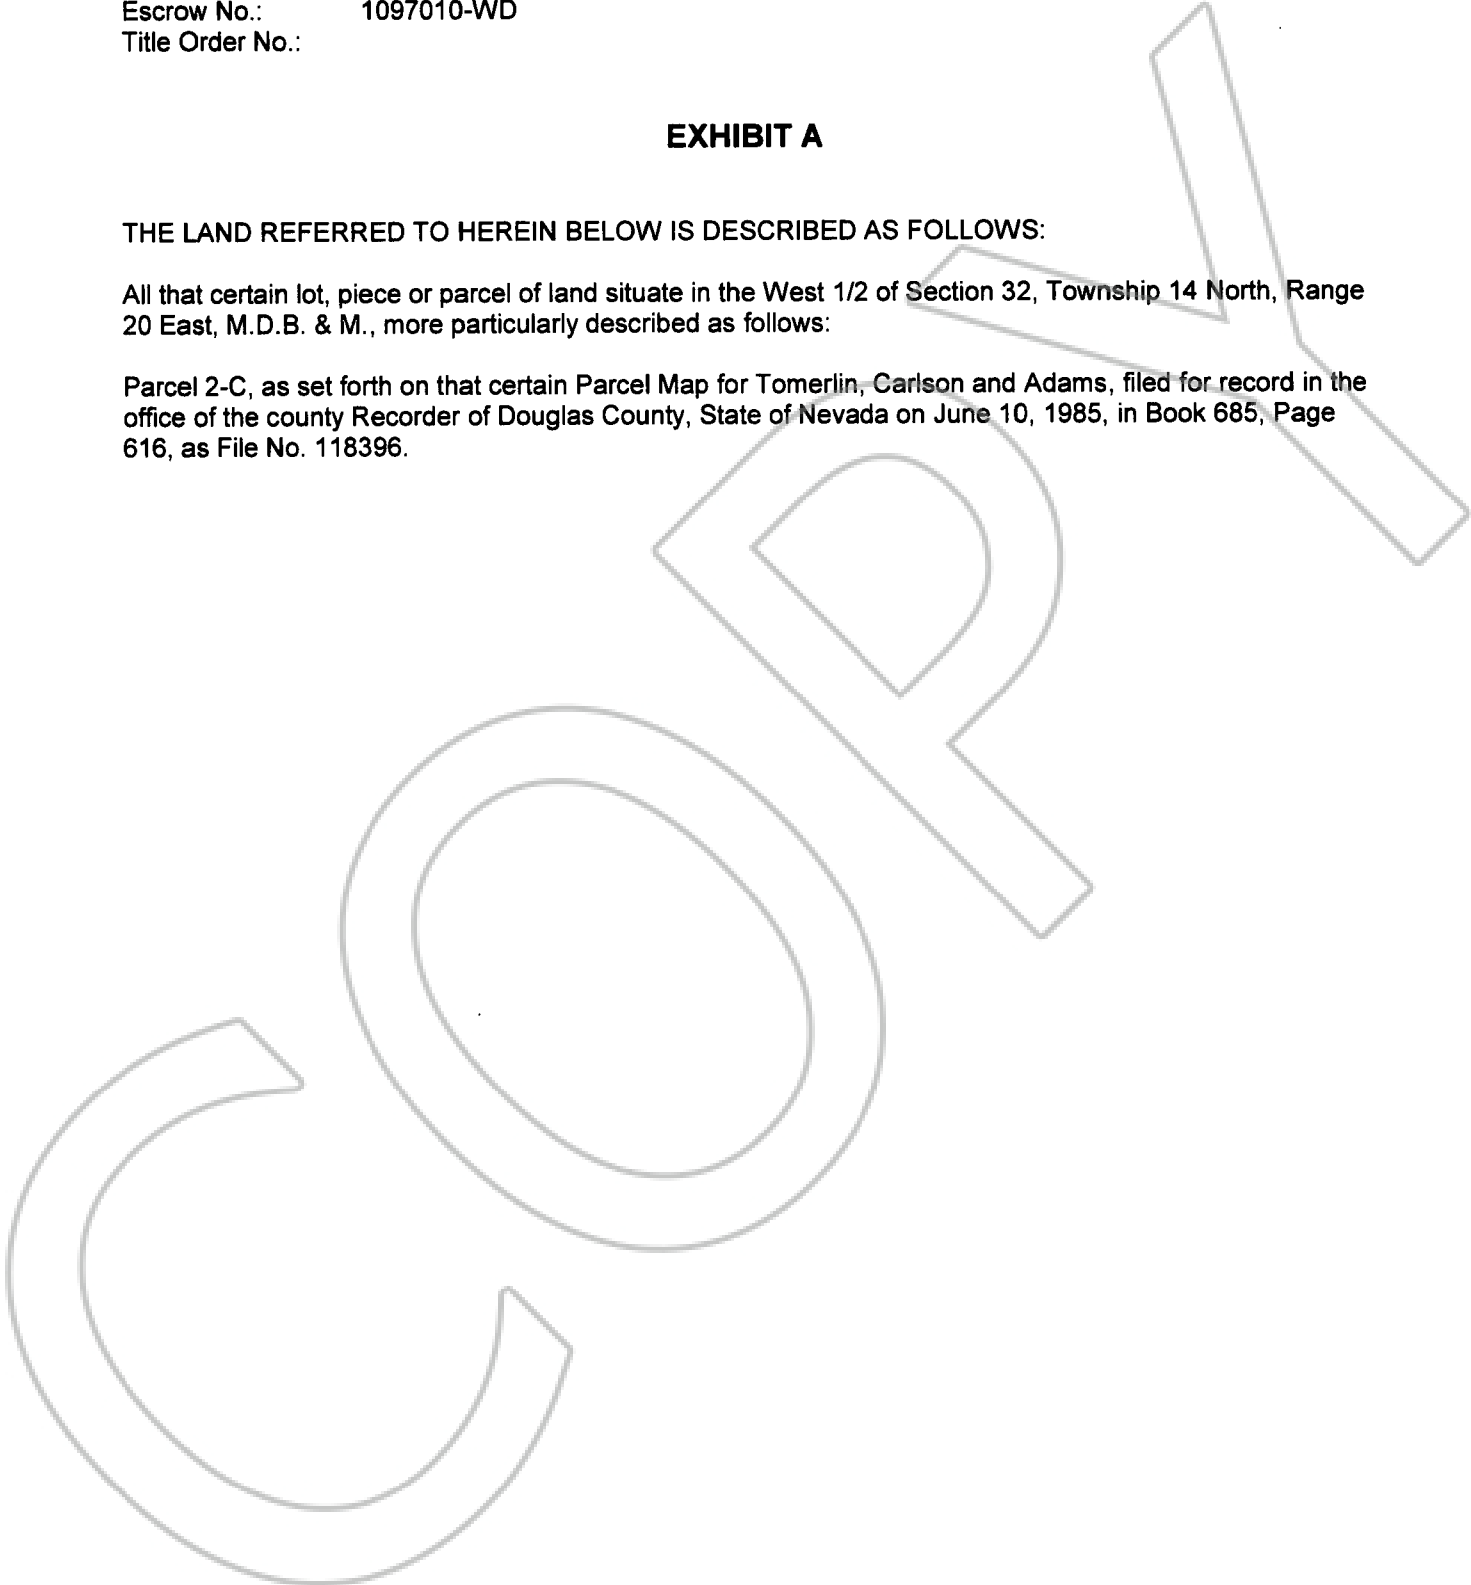 Escrow No.: 1097010-WD
Title Order No.:
EXHIBIT A
THE LAND REFERRED TO HEREIN BELOW IS DESCRIBED AS FOLLOWS:
All that certain lot, piece or parcel of land situate in the West 1/2 of Section 32, Township 14 North, Range
20 East, M.D.B. & M., more particularly described as follows:
Parcel 2-C, as set forth on that certain Parcel Map for Tomerlin, Carlson and Adams, filed for record in the
office of the county Recorder of Douglas County, State of Nevada on June 10, 1985, in Book 685, Page
616, as File No. 118396.
COPY